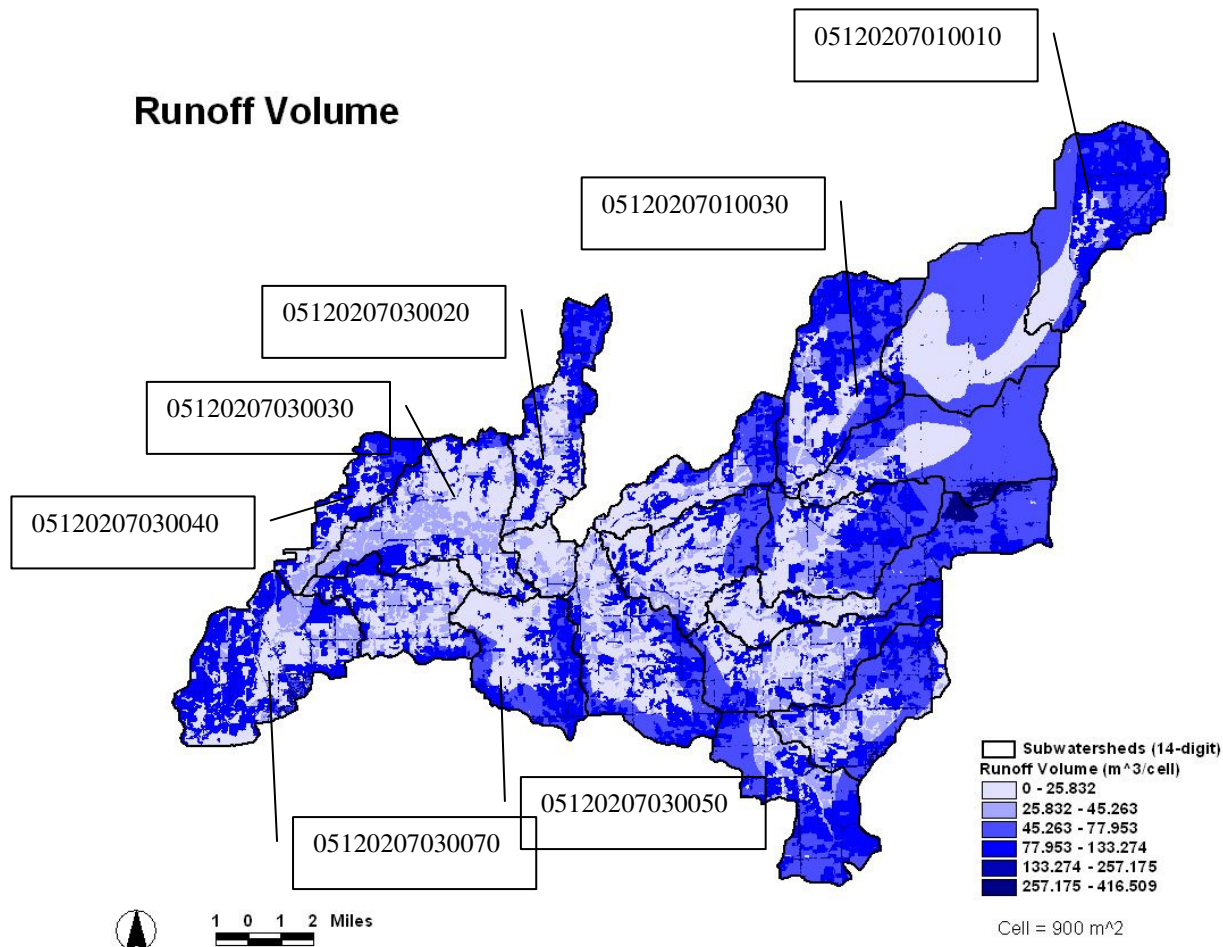 05120207010010
Runoff Volume
05120207010030
05120207030020
05120207030030
05120207030040
05120207030050
05120207030070
Subwatersheds (14-digit)
Runoff Volume (m^3/cell)
0 - 25.832
25.832 - 45.263
45.263 - 77.953
77.953 - 133.274
133.274 - 257.175
257.175 - 416.509
1 0 1 2 Miles
Cell = 900 m^2